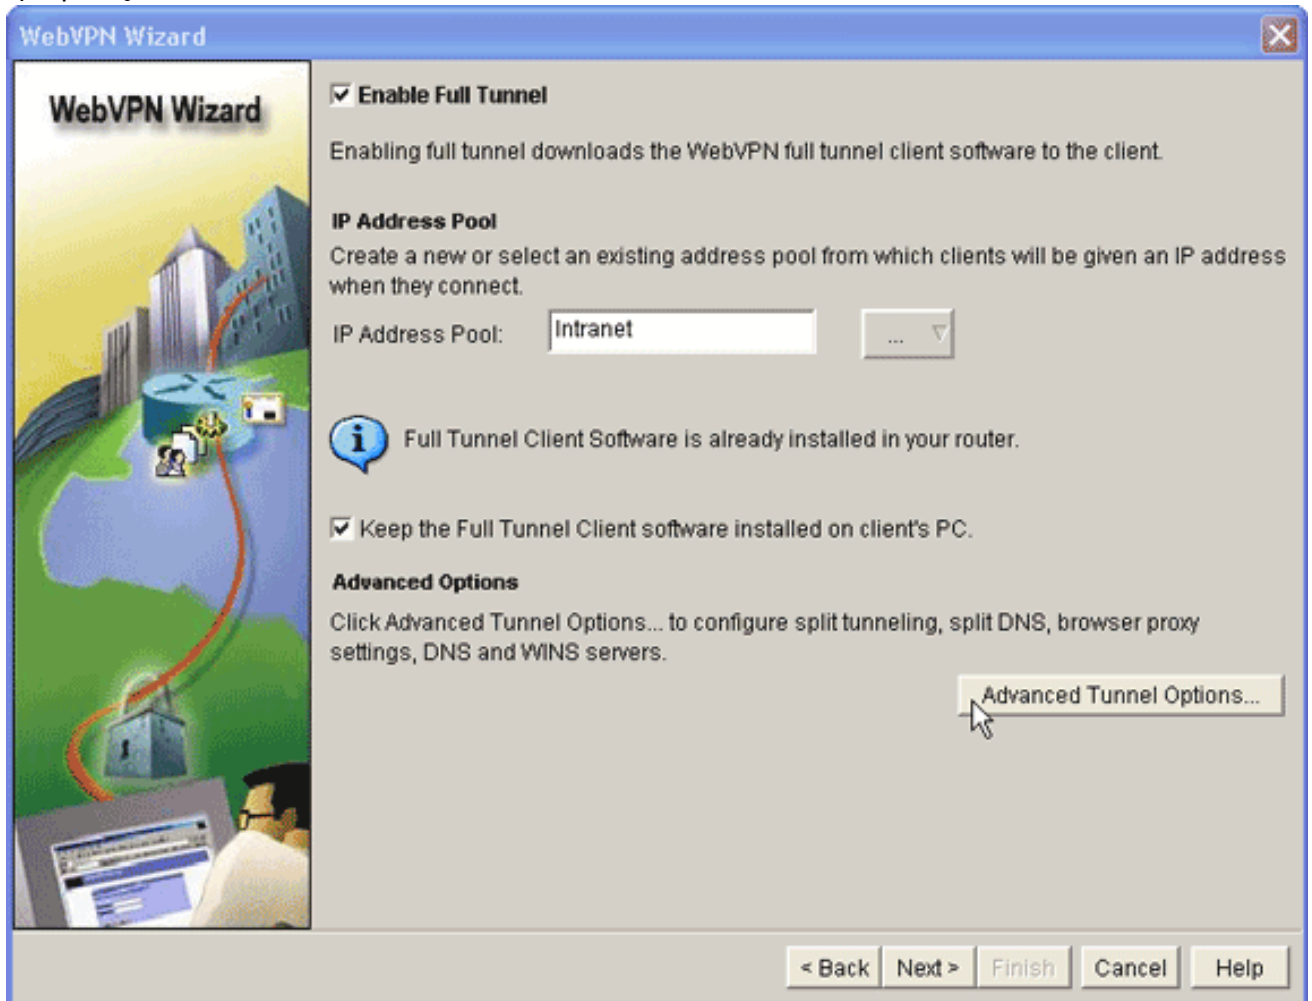 WebVPN Wizard
WebVPN Wizard
Enable Full Tunnel
Enabling full tunnel downloads the WebVPN full tunnel client software to the client.
IP Address Pool
Create a new or select an existing address pool from which clients will be given an IP address
when they connect.
IP Address Pool: Intranet ...
Full Tunnel Client Software is already installed in your router.
Keep the Full Tunnel Client software installed on client's PC.
Advanced Options
Click Advanced Tunnel Options... to configure split tunneling, split DNS, browser proxy
settings, DNS and WINS servers.
Advanced Tunnel Options...
< Back Next > Finish Cancel Help